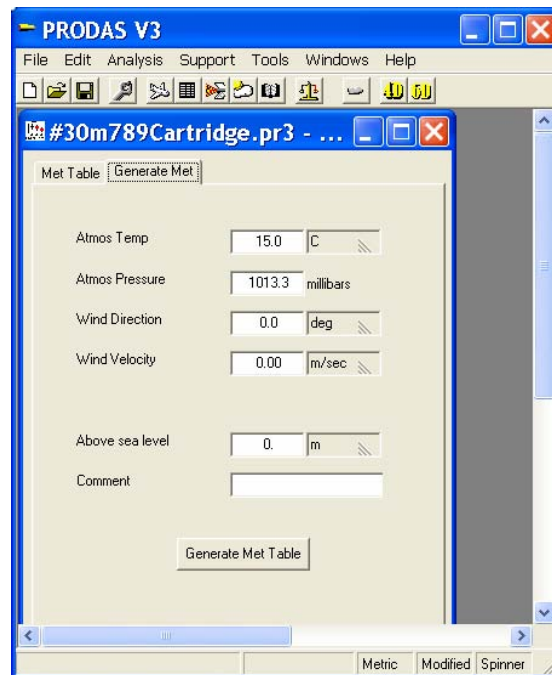 PRODAS V3
File Edit Analysis Support Tools Windows Help
4D 6D
#30m789Cartridge.pr3 - ...
Met Table Generate Met
Atmos Temp 15.0 C
Atmos Pressure 1013.3 millibars
Wind Direction 0.0 deg
Wind Velocity 0.00 m/sec
Above sea level 0. m
Comment
Generate Met Table
Metric Modified Spinner